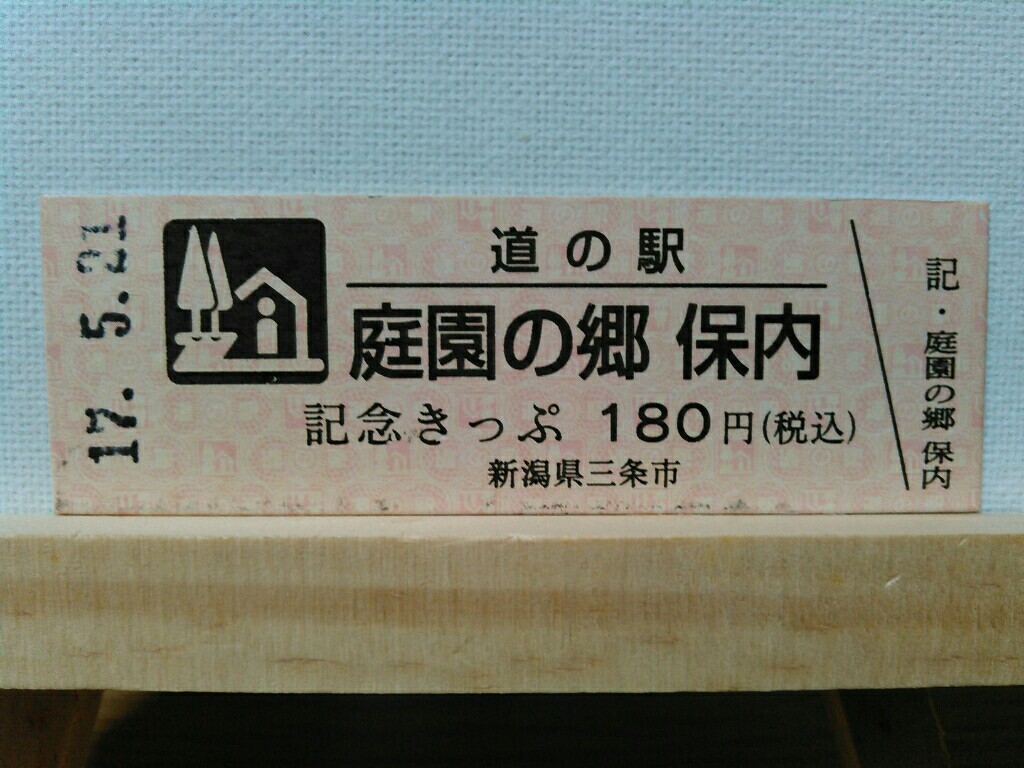 17. 5. 21
道の駅
庭園の郷 保内
記念きっぷ 180円(税込)
新潟県三条市
記・庭園の郷 保内